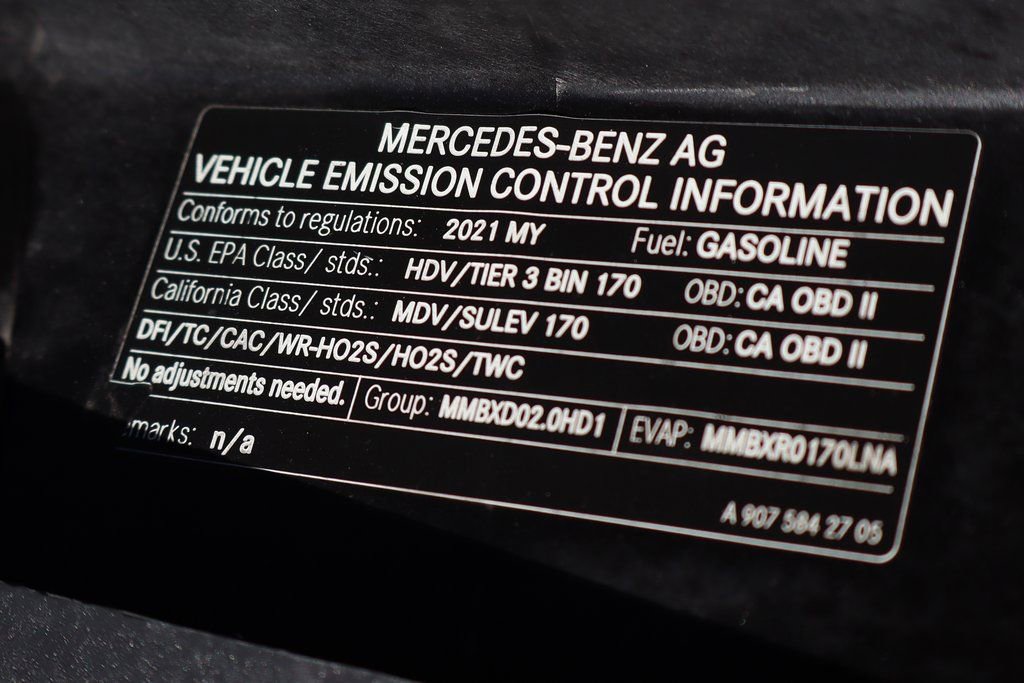 MERCEDES-BENZ AG
VEHICLE EMISSION CONTROL INFORMATION
Conforms to regulations: 2021 MY Fuel: GASOLINE
U.S. EPA Class/ stds.: HDV/TIER 3 BIN 170 OBD: CA OBD II
California Class/ stds.: MDV/SULEV 170 OBD: CA OBD II
DFI/TC/CAC/WR-HO2S/HO2S/TWC
No adjustments needed. Group: MMBXD02.0HD1 EVAP: MMBXR0170LNA
marks: n/a
A 907 584 27 05